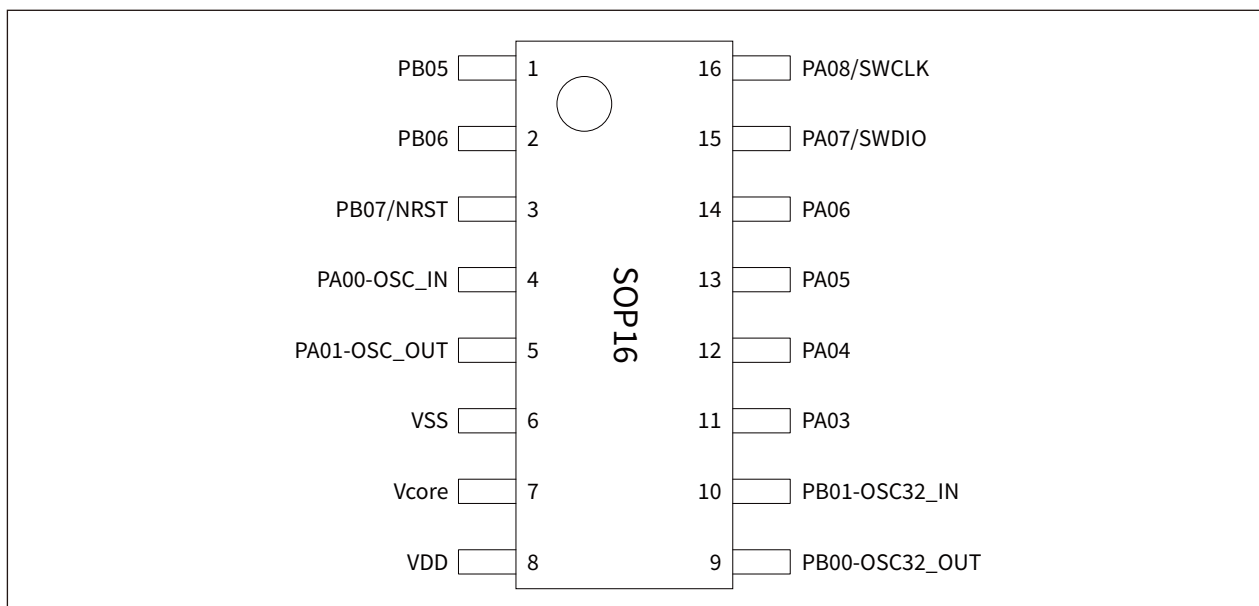 PB05 1 16 PA08/SWCLK
PB06 2 15 PA07/SWDIO
PB07/NRST 3 14 PA06
PA00-OSC_IN 4 13 PA05
PA01-OSC_OUT 5 12 PA04
VSS 6 11 PA03
Vcore 7 10 PB01-OSC32_IN
VDD 8 9 PB00-OSC32_OUT
SOP16